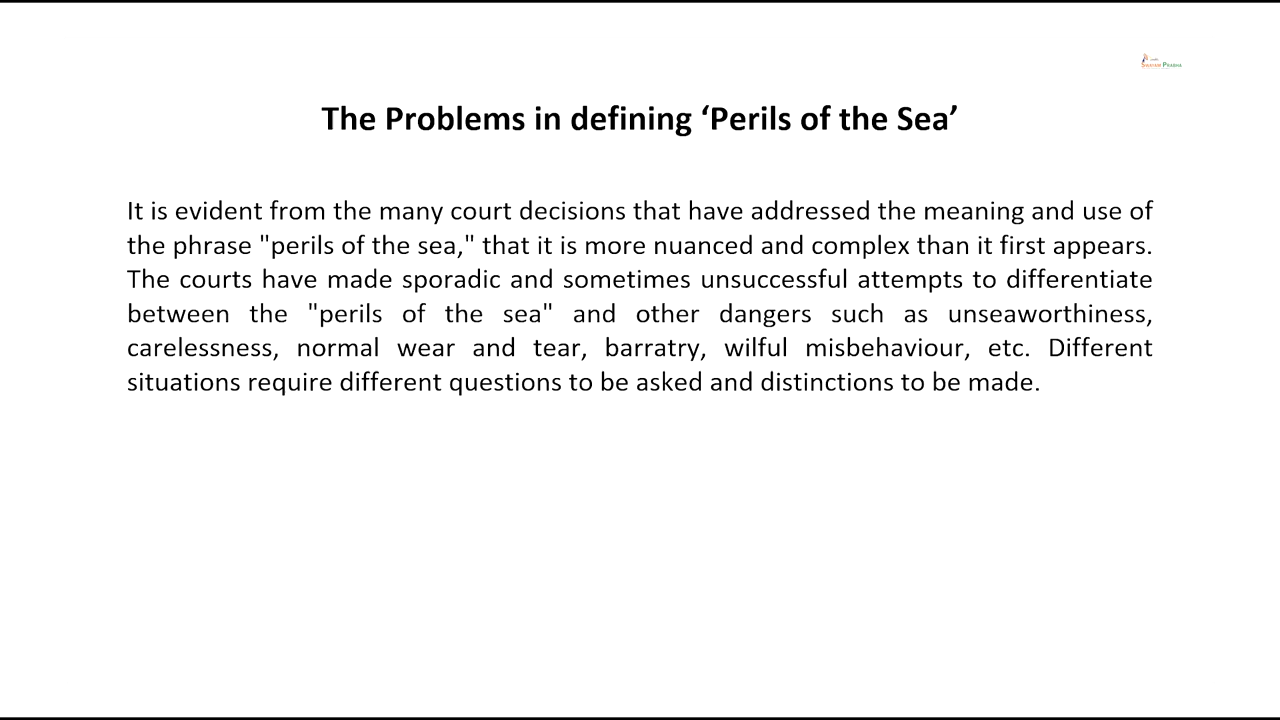 Swayam Prabha
The Problems in defining ‘Perils of the Sea’
It is evident from the many court decisions that have addressed the meaning and use of
the phrase "perils of the sea," that it is more nuanced and complex than it first appears.
The courts have made sporadic and sometimes unsuccessful attempts to differentiate
between the "perils of the sea" and other dangers such as unseaworthiness,
carelessness, normal wear and tear, barratry, wilful misbehaviour, etc. Different
situations require different questions to be asked and distinctions to be made.